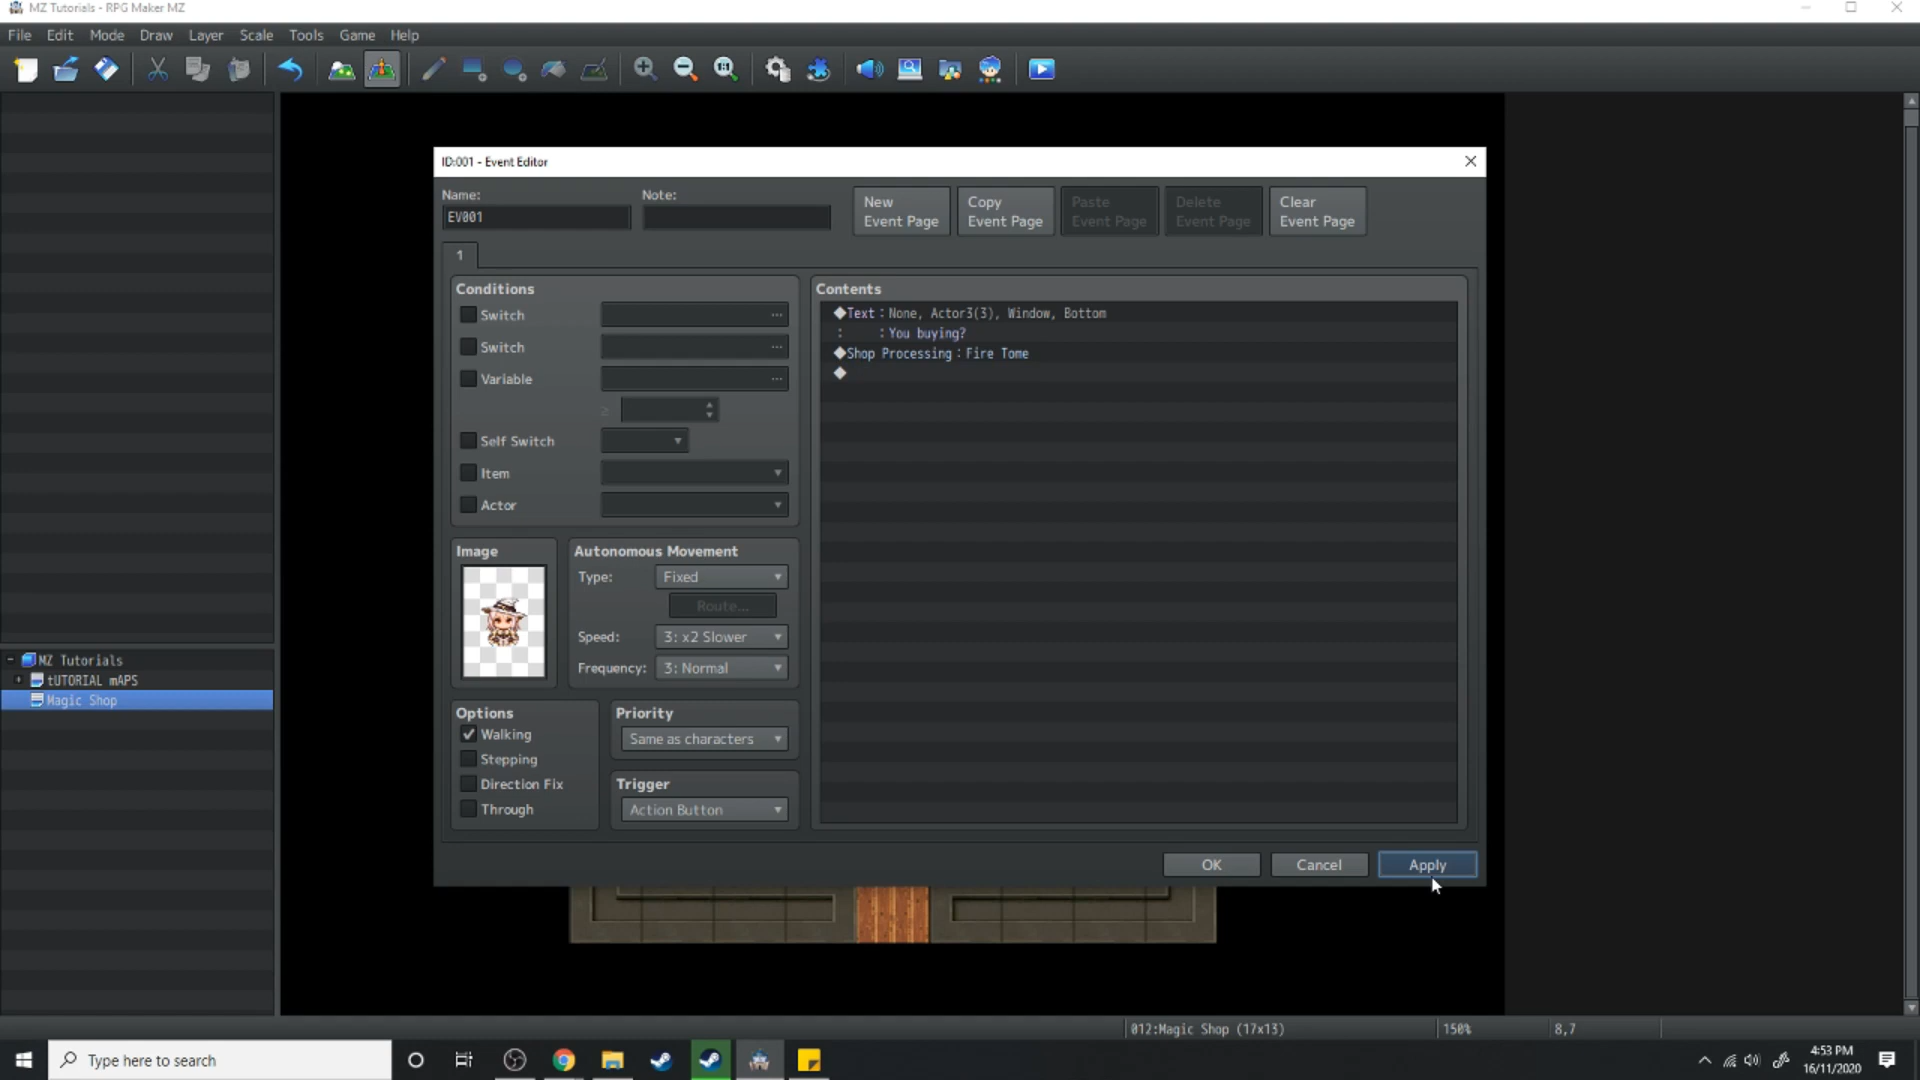 MZ Tutorials - RPG Maker MZ
File Edit Mode Draw Layer Scale Tools Game Help
ID:001 - Event Editor
Name: Note:
EV001
New Event Page
Copy Event Page
Paste Event Page
Delete Event Page
Clear Event Page
1
Conditions
Switch ...
Switch ...
Variable ...
≥
Self Switch
Item
Actor
Image
Autonomous Movement
Type: Fixed
Route...
Speed: 3: x2 Slower
Frequency: 3: Normal
Options
Walking
Stepping
Direction Fix
Through
Priority
Same as characters
Trigger
Action Button
Contents
◆Text：None, Actor3(3), Window, Bottom
：　　：You buying?
◆Shop Processing：Fire Tome
◆
OK Cancel Apply
MZ Tutorials
tUTORIAL mAPS
Magic Shop
012:Magic Shop (17x13) 150% 8,7
Type here to search
4:53 PM
16/11/2020